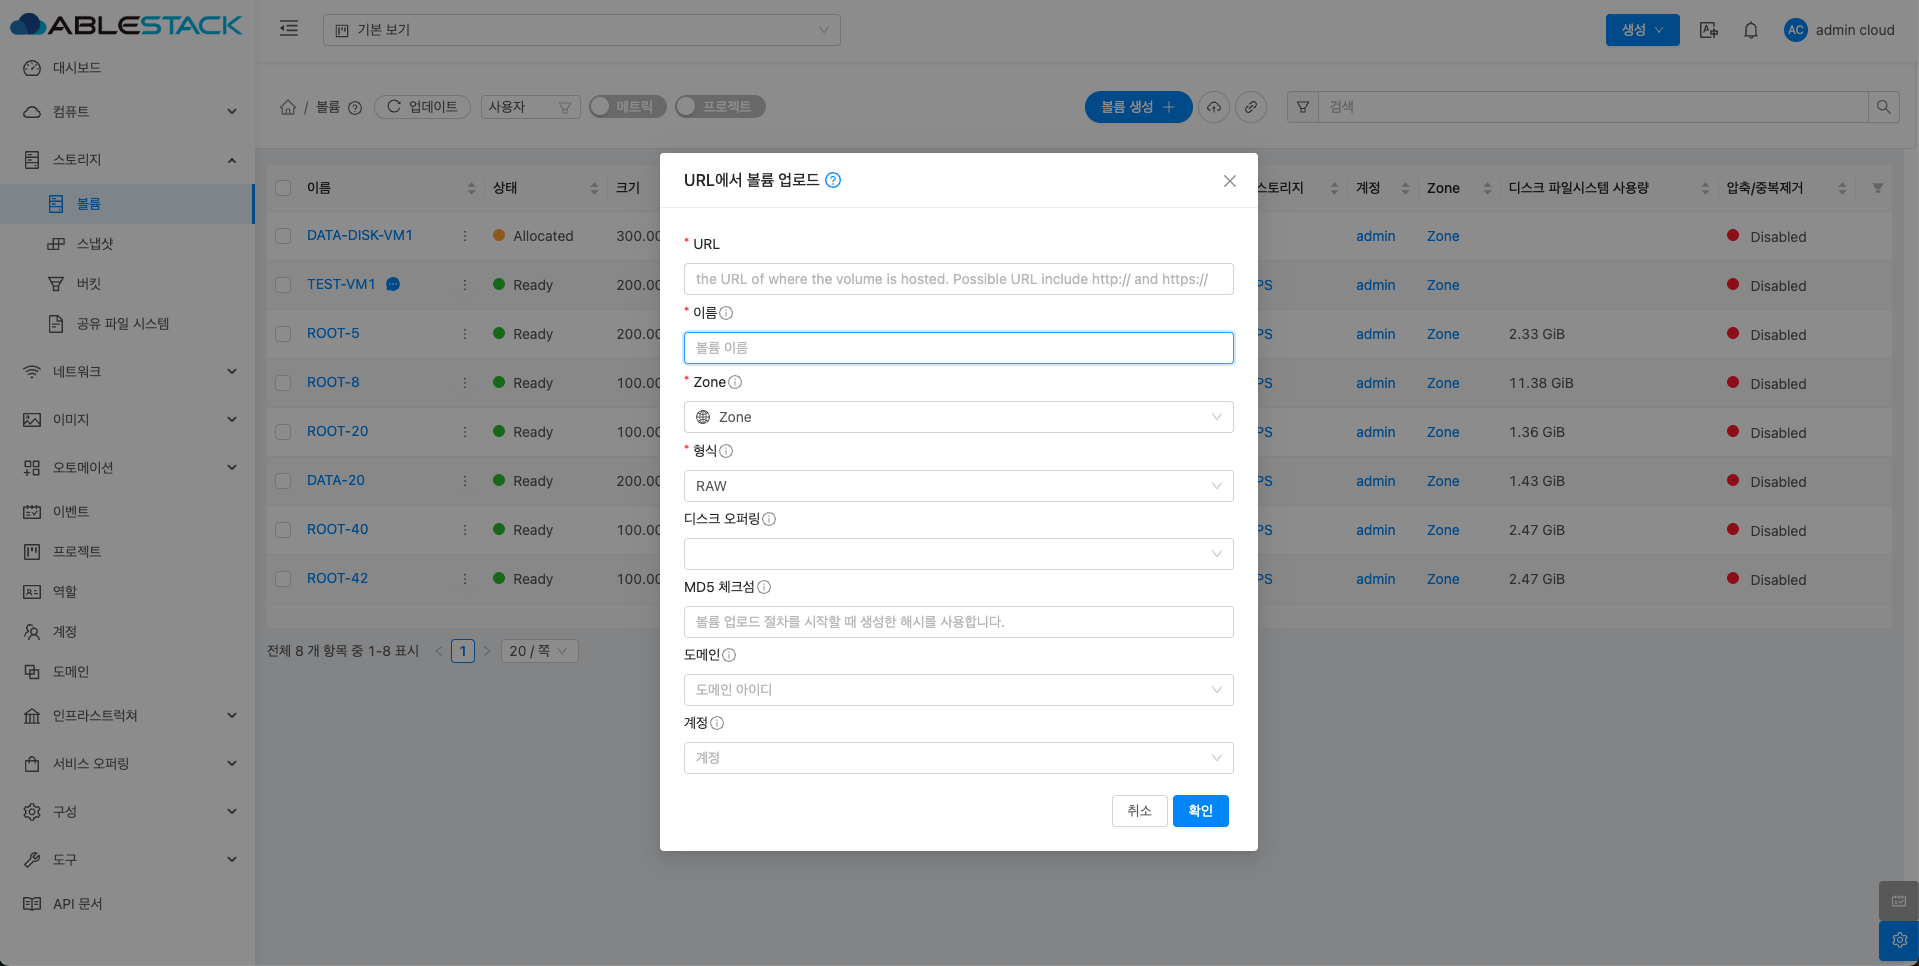 ABLESTACK
기본 보기
생성
AC
admin cloud
대시보드
컴퓨트
스토리지
볼륨
스냅샷
버킷
공유 파일 시스템
네트워크
이미지
오토메이션
이벤트
프로젝트
역할
계정
도메인
인프라스트럭쳐
서비스 오퍼링
구성
도구
API 문서
/ 볼륨
업데이트
사용자
메트릭
프로젝트
볼륨 생성
검색
이름 상태 크기 스토리지 계정 Zone 디스크 파일시스템 사용량 압축/중복제거
DATA-DISK-VM1 Allocated 300.00 admin Zone Disabled
TEST-VM1 Ready 200.00 PS admin Zone Disabled
ROOT-5 Ready 200.00 PS admin Zone 2.33 GiB Disabled
ROOT-8 Ready 100.00 PS admin Zone 11.38 GiB Disabled
ROOT-20 Ready 100.00 PS admin Zone 1.36 GiB Disabled
DATA-20 Ready 200.00 PS admin Zone 1.43 GiB Disabled
ROOT-40 Ready 100.00 PS admin Zone 2.47 GiB Disabled
ROOT-42 Ready 100.00 PS admin Zone 2.47 GiB Disabled
전체 8 개 항목 중 1-8 표시 < 1 > 20 / 쪽
URL에서 볼륨 업로드
* URL
the URL of where the volume is hosted. Possible URL include http:// and https://
* 이름
볼륨 이름
* Zone
Zone
* 형식
RAW
디스크 오퍼링
MD5 체크섬
볼륨 업로드 절차를 시작할 때 생성한 해시를 사용합니다.
도메인
도메인 아이디
계정
계정
취소
확인